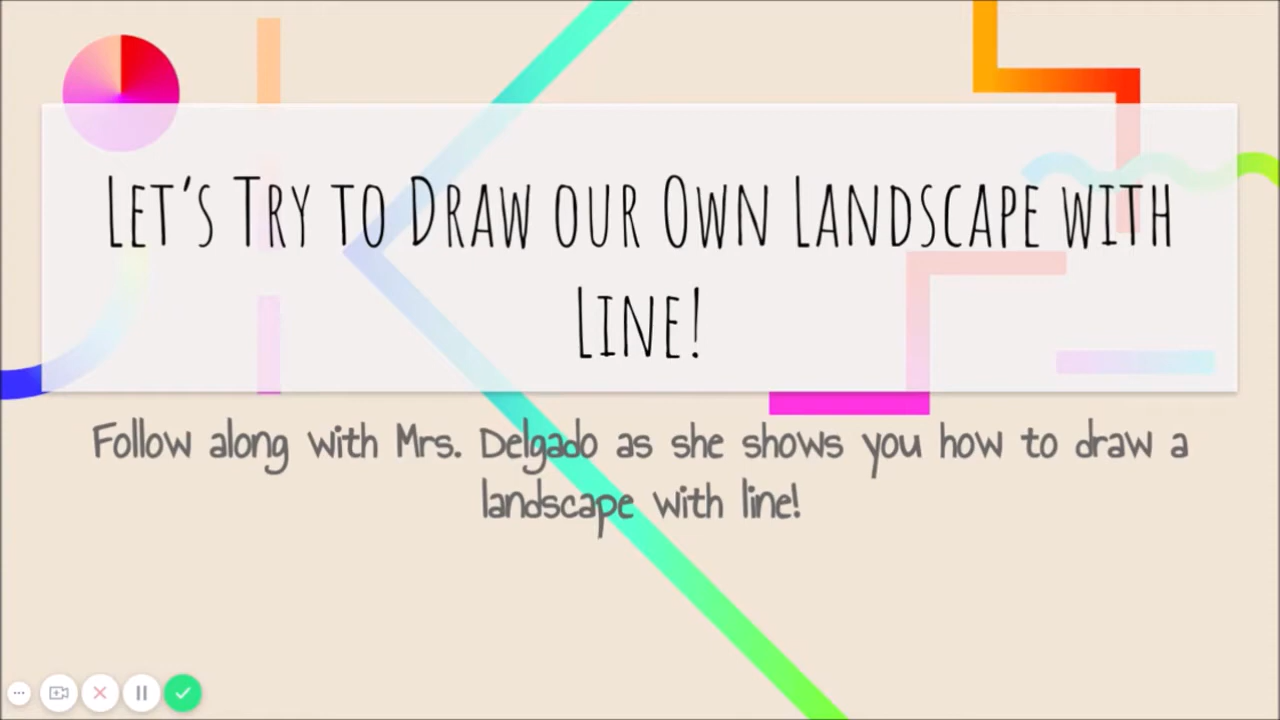 Let's Try to Draw our Own Landscape with
Line!
Follow along with Mrs. Delgado as she shows you how to draw a
landscape with line!